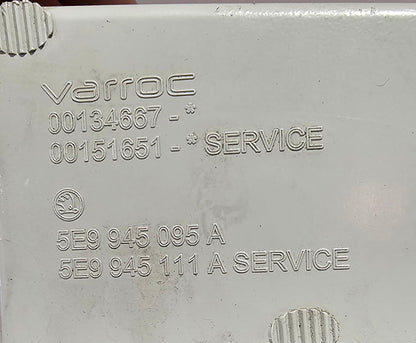 varroc
00134667 - *
00151651 - * SERVICE
5E9 945 095 A
5E9 945 111 A SERVICE